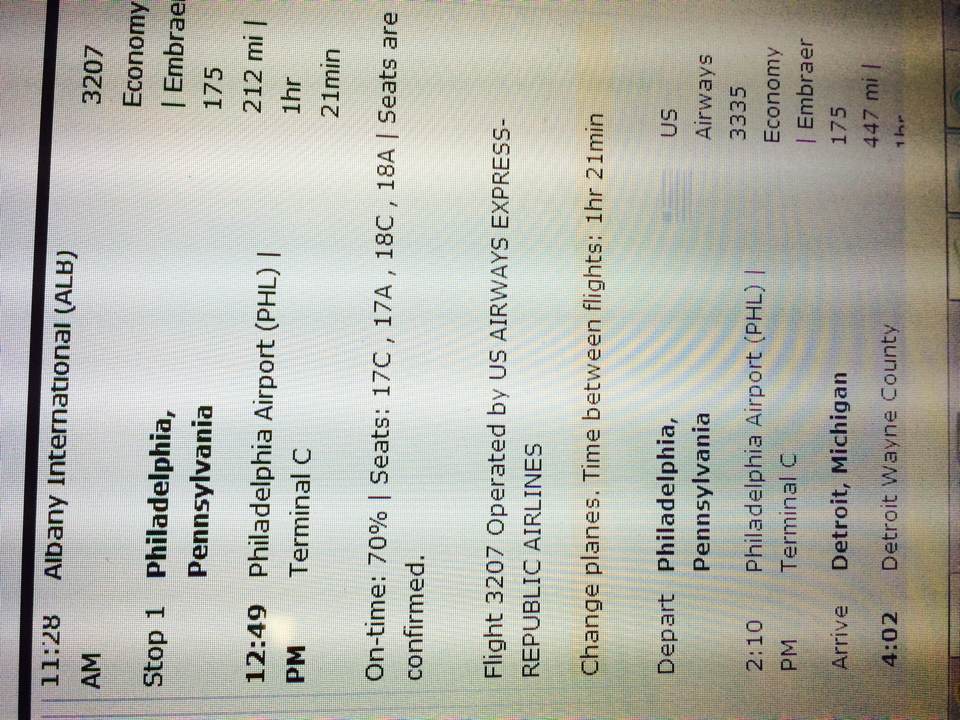 11:28 Albany International (ALB)
AM
3207
Economy
| Embraer
175
212 mi |
1hr
21min
Stop 1 Philadelphia,
Pennsylvania
12:49 Philadelphia Airport (PHL) |
PM Terminal C
On-time: 70% | Seats: 17C , 17A , 18C , 18A | Seats are
confirmed.
Flight 3207 Operated by US AIRWAYS EXPRESS-
REPUBLIC AIRLINES
Change planes. Time between flights: 1hr 21min
Depart Philadelphia,
Pennsylvania
US
Airways
3335
Economy
| Embraer
175
447 mi |
1hr
2:10 Philadelphia Airport (PHL) |
PM Terminal C
Arrive Detroit, Michigan
4:02 Detroit Wayne County